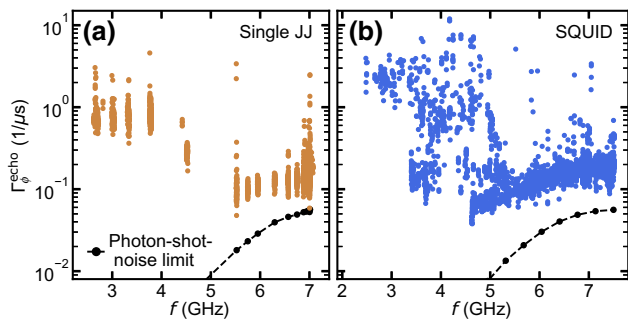 (a) Single JJ
(b) SQUID
Γ_φ^echo (1/μs)
10^1
10^0
10^-1
10^-2
Photon-shot-
noise limit
3 4 5 6 7
2 3 4 5 6 7
f (GHz)
f (GHz)